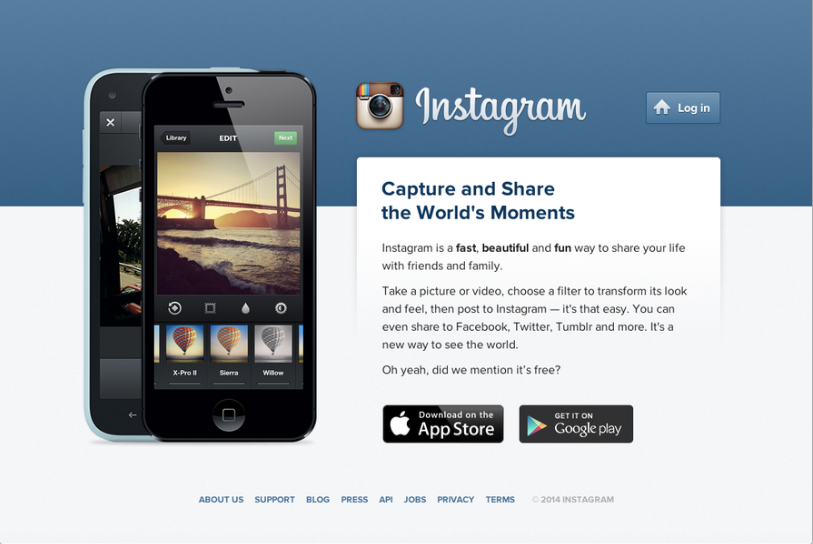 Instagram
Log in
Library
EDIT
Next
X-Pro II
Sierra
Willow
Capture and Share
the World's Moments
Instagram is a fast, beautiful and fun way to share your life
with friends and family.
Take a picture or video, choose a filter to transform its look
and feel, then post to Instagram — it's that easy. You can
even share to Facebook, Twitter, Tumblr and more. It's a
new way to see the world.
Oh yeah, did we mention it's free?
Download on the
App Store
GET IT ON
Google play
ABOUT US SUPPORT BLOG PRESS API JOBS PRIVACY TERMS © 2014 INSTAGRAM